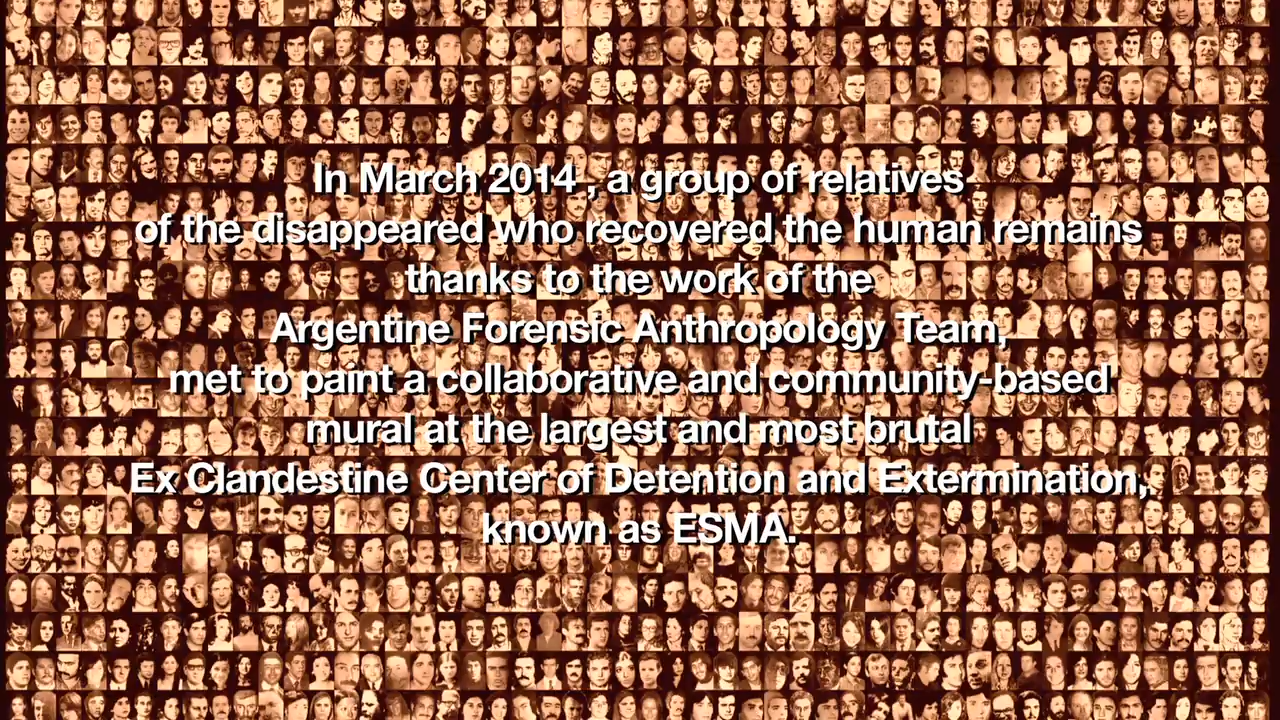 In March 2014 , a group of relatives
of the disappeared who recovered the human remains
thanks to the work of the
Argentine Forensic Anthropology Team,
met to paint a collaborative and community-based
mural at the largest and most brutal
Ex Clandestine Center of Detention and Extermination,
known as ESMA.